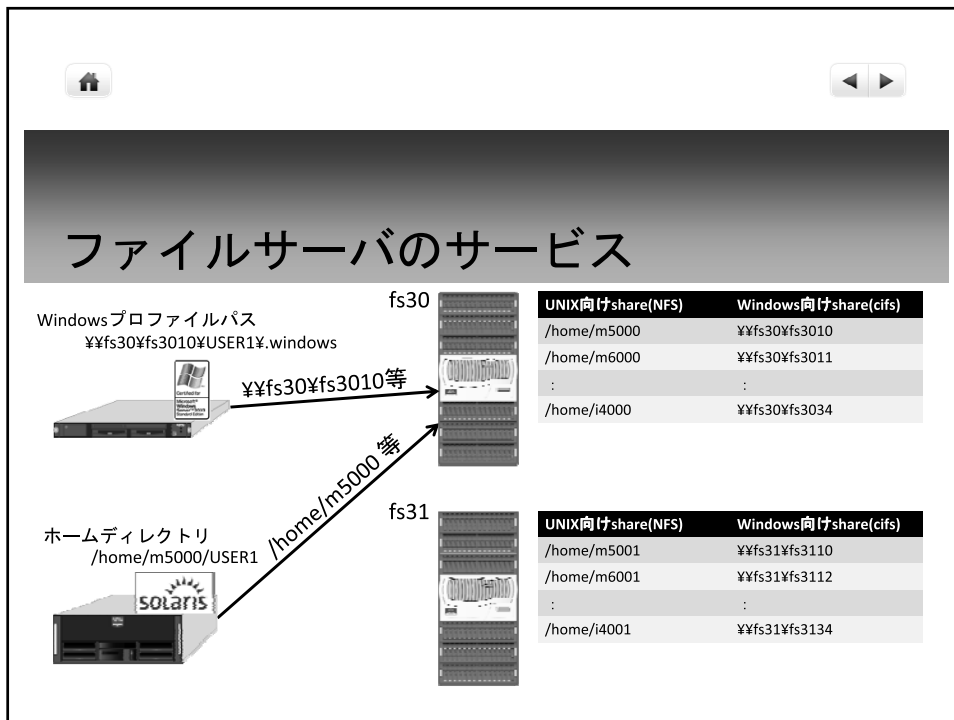 ファイルサーバのサービス
Windowsプロファイルパス
¥¥fs30¥fs3010¥USER1¥.windows
¥¥fs30¥fs3010等
/home/m5000 等
ホームディレクトリ
/home/m5000/USER1
solaris
fs30
UNIX向けshare(NFS) Windows向けshare(cifs)
/home/m5000 ¥¥fs30¥fs3010
/home/m6000 ¥¥fs30¥fs3011
: :
/home/i4000 ¥¥fs30¥fs3034
fs31
UNIX向けshare(NFS) Windows向けshare(cifs)
/home/m5001 ¥¥fs31¥fs3110
/home/m6001 ¥¥fs31¥fs3112
: :
/home/i4001 ¥¥fs31¥fs3134